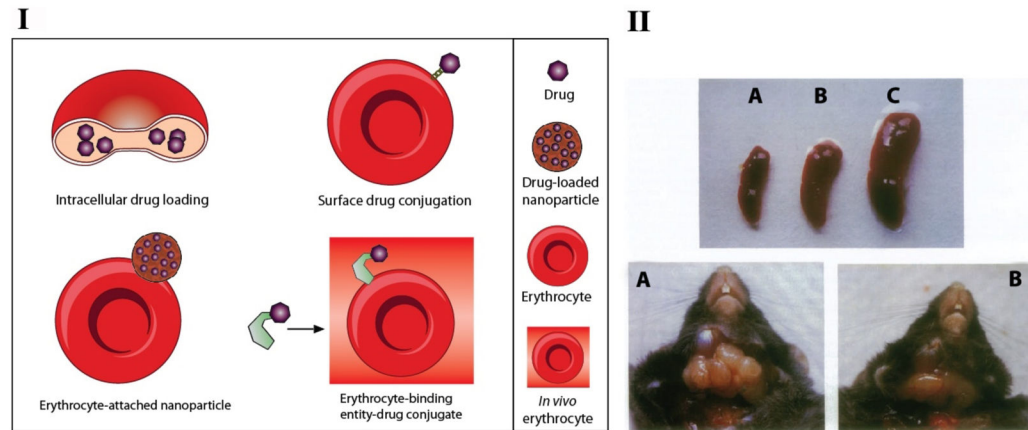 I
II
Intracellular drug loading
Surface drug conjugation
Erythrocyte-attached nanoparticle
Erythrocyte-binding
entity-drug conjugate
Drug
Drug-loaded
nanoparticle
Erythrocyte
In vivo
erythrocyte
A B C
A
B